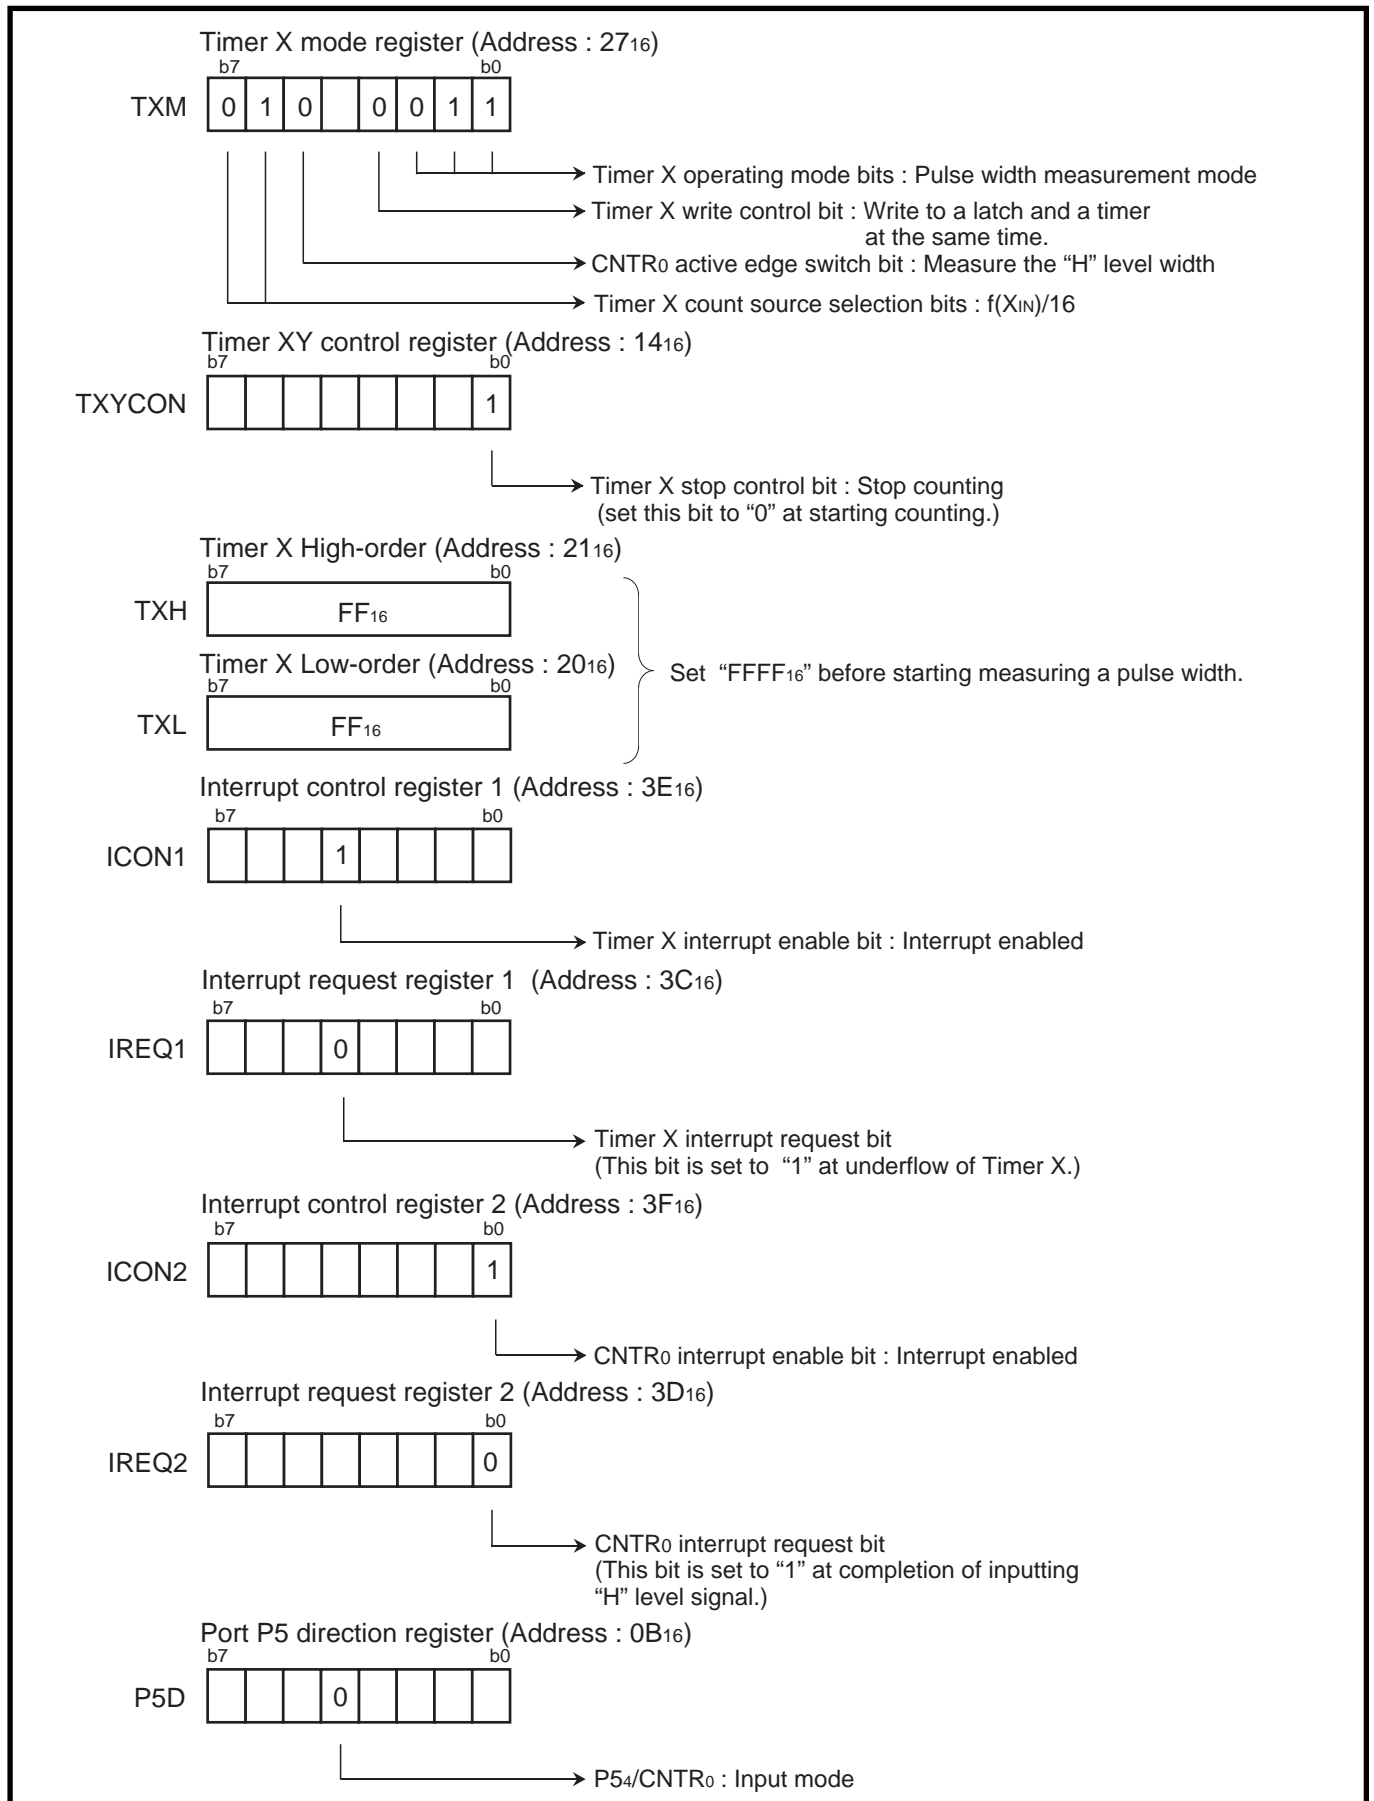 Timer X mode register (Address : 2716)
b7 b0
TXM 0 1 0 0 0 1 1
Timer X operating mode bits : Pulse width measurement mode
Timer X write control bit : Write to a latch and a timer
at the same time.
CNTR0 active edge switch bit : Measure the “H” level width
Timer X count source selection bits : f(XIN)/16
Timer XY control register (Address : 1416)
b7 b0
TXYCON 1
Timer X stop control bit : Stop counting
(set this bit to “0” at starting counting.)
Timer X High-order (Address : 2116)
b7 b0
TXH FF16
Timer X Low-order (Address : 2016)
Set “FFFF16” before starting measuring a pulse width.
b7 b0
TXL FF16
Interrupt control register 1 (Address : 3E16)
b7 b0
ICON1 1
Timer X interrupt enable bit : Interrupt enabled
Interrupt request register 1 (Address : 3C16)
b7 b0
IREQ1 0
Timer X interrupt request bit
(This bit is set to “1” at underflow of Timer X.)
Interrupt control register 2 (Address : 3F16)
b7 b0
ICON2 1
CNTR0 interrupt enable bit : Interrupt enabled
Interrupt request register 2 (Address : 3D16)
b7 b0
IREQ2 0
CNTR0 interrupt request bit
(This bit is set to “1” at completion of inputting
“H” level signal.)
Port P5 direction register (Address : 0B16)
b7 b0
P5D 0
P54/CNTR0 : Input mode